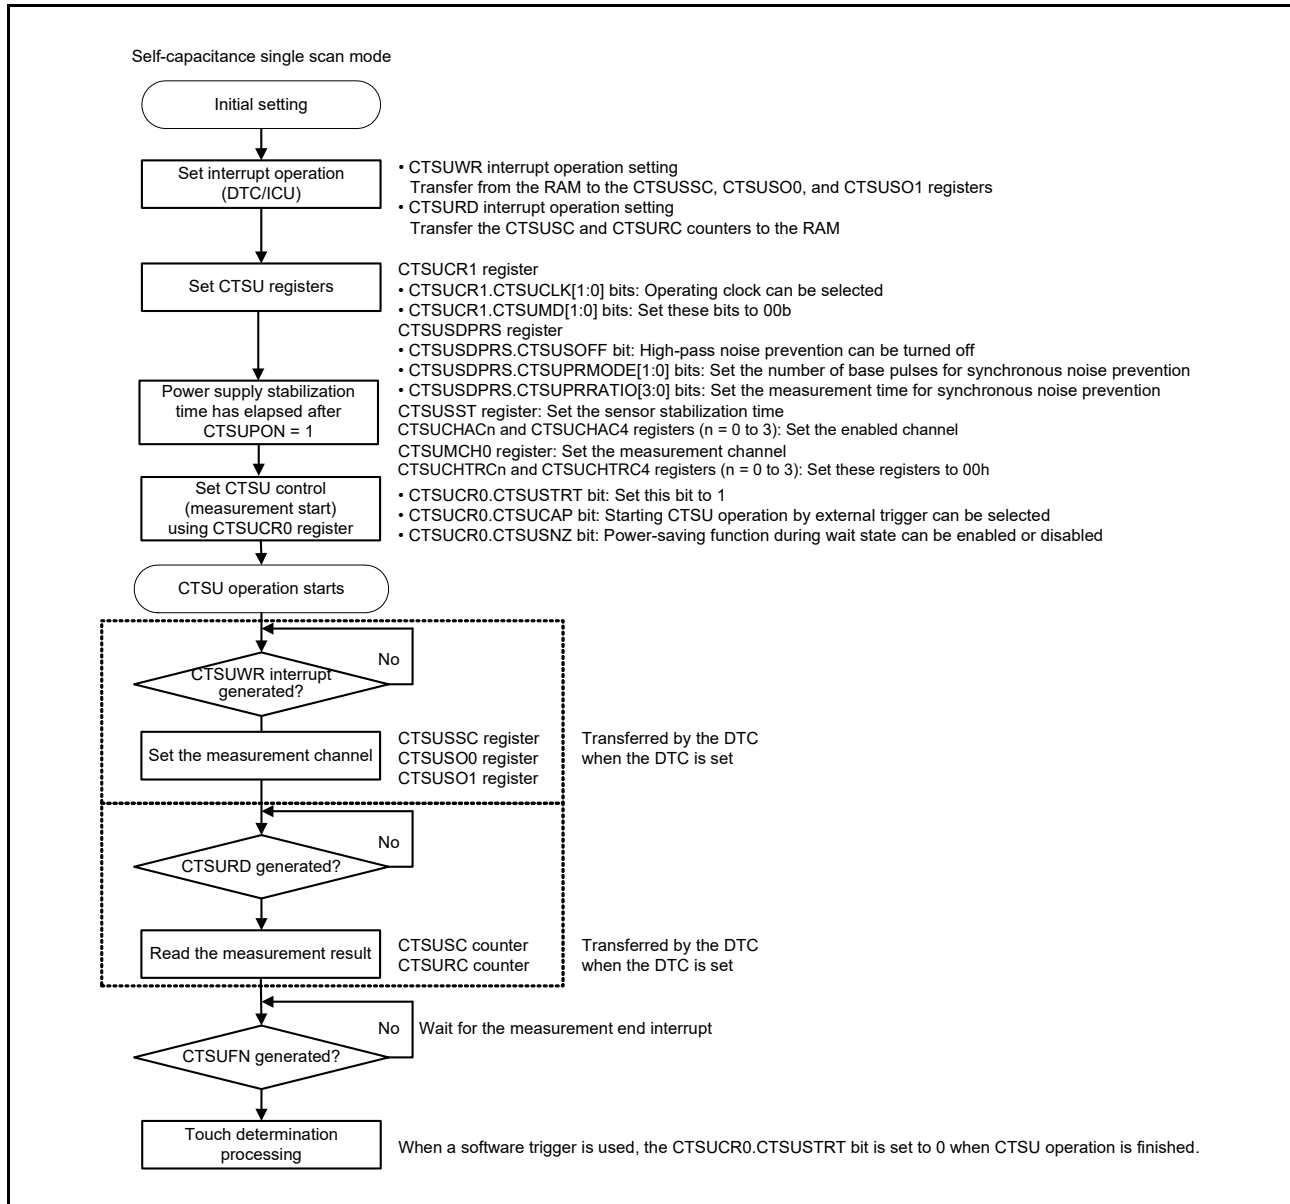 Self-capacitance single scan mode
Initial setting
Set interrupt operation
(DTC/ICU)
• CTSUWR interrupt operation setting
Transfer from the RAM to the CTSUSSC, CTSUSO0, and CTSUSO1 registers
• CTSURD interrupt operation setting
Transfer the CTSUSC and CTSURC counters to the RAM
Set CTSU registers
CTSUCR1 register
• CTSUCR1.CTSUCLK[1:0] bits: Operating clock can be selected
• CTSUCR1.CTSUMD[1:0] bits: Set these bits to 00b
CTSUSDPRS register
• CTSUSDPRS.CTSUSOFF bit: High-pass noise prevention can be turned off
• CTSUSDPRS.CTSUPRMODE[1:0] bits: Set the number of base pulses for synchronous noise prevention
• CTSUSDPRS.CTSUPRRATIO[3:0] bits: Set the measurement time for synchronous noise prevention
CTSUSST register: Set the sensor stabilization time
CTSUCHACn and CTSUCHAC4 registers (n = 0 to 3): Set the enabled channel
CTSUMCH0 register: Set the measurement channel
CTSUCHTRCn and CTSUCHTRC4 registers (n = 0 to 3): Set these registers to 00h
Power supply stabilization
time has elapsed after
CTSUPON = 1
Set CTSU control
(measurement start)
using CTSUCR0 register
• CTSUCR0.CTSUSTRT bit: Set this bit to 1
• CTSUCR0.CTSUCAP bit: Starting CTSU operation by external trigger can be selected
• CTSUCR0.CTSUSNZ bit: Power-saving function during wait state can be enabled or disabled
CTSU operation starts
No
CTSUWR interrupt
generated?
Set the measurement channel
CTSUSSC register
CTSUSO0 register
CTSUSO1 register
Transferred by the DTC
when the DTC is set
No
CTSURD generated?
Read the measurement result
CTSUSC counter
CTSURC counter
Transferred by the DTC
when the DTC is set
No
Wait for the measurement end interrupt
CTSUFN generated?
Touch determination
processing
When a software trigger is used, the CTSUCR0.CTSUSTRT bit is set to 0 when CTSU operation is finished.